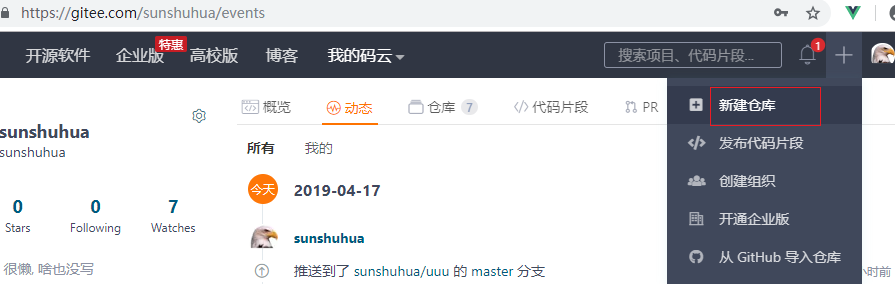 https://gitee.com/sunshuhua/events
开源软件 企业版 特惠 高校版 博客 我的码云 搜索项目、代码片段... 1
sunshuhua
sunshuhua
0 0 7
Stars Following Watches
很懒, 啥也没写
概览 动态 仓库 7 代码片段 PR
所有 我的
今天 2019-04-17
sunshuhua
推送到了 sunshuhua/uuu 的 master 分支
小时前
新建仓库
发布代码片段
创建组织
开通企业版
从 GitHub 导入仓库